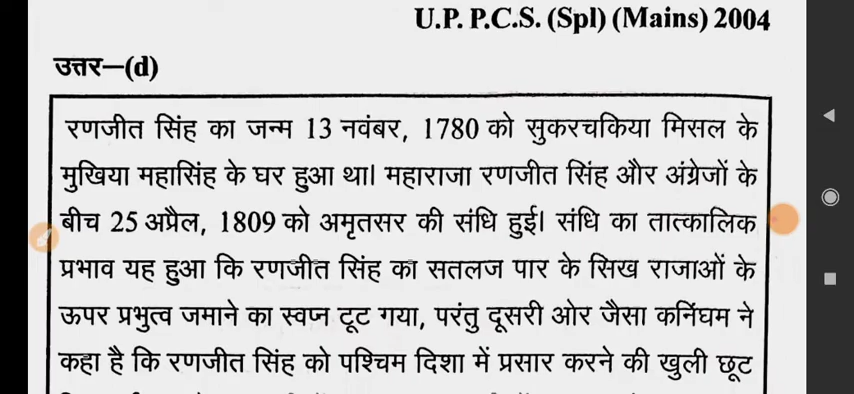 U.P. P.C.S. (Spl) (Mains) 2004
उत्तर—(d)
रणजीत सिंह का जन्म 13 नवंबर, 1780 को सुकरचकिया मिसल के
मुखिया महासिंह के घर हुआ था। महाराजा रणजीत सिंह और अंग्रेजों के
बीच 25 अप्रैल, 1809 को अमृतसर की संधि हुई। संधि का तात्कालिक
प्रभाव यह हुआ कि रणजीत सिंह का सतलज पार के सिख राजाओं के
ऊपर प्रभुत्व जमाने का स्वप्न टूट गया, परंतु दूसरी ओर जैसा कनिंघम ने
कहा है कि रणजीत सिंह को पश्चिम दिशा में प्रसार करने की खुली छूट